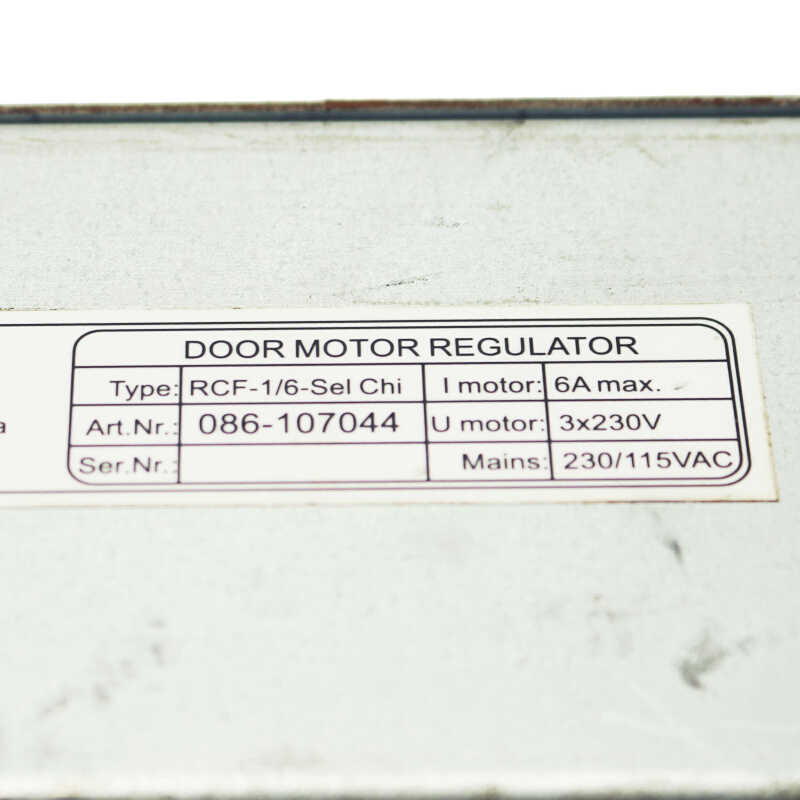 DOOR MOTOR REGULATOR
Type: RCF-1/6-Sel Chi I motor: 6A max.
a Art.Nr.: 086-107044 U motor: 3x230V
Ser.Nr.: Mains: 230/115VAC